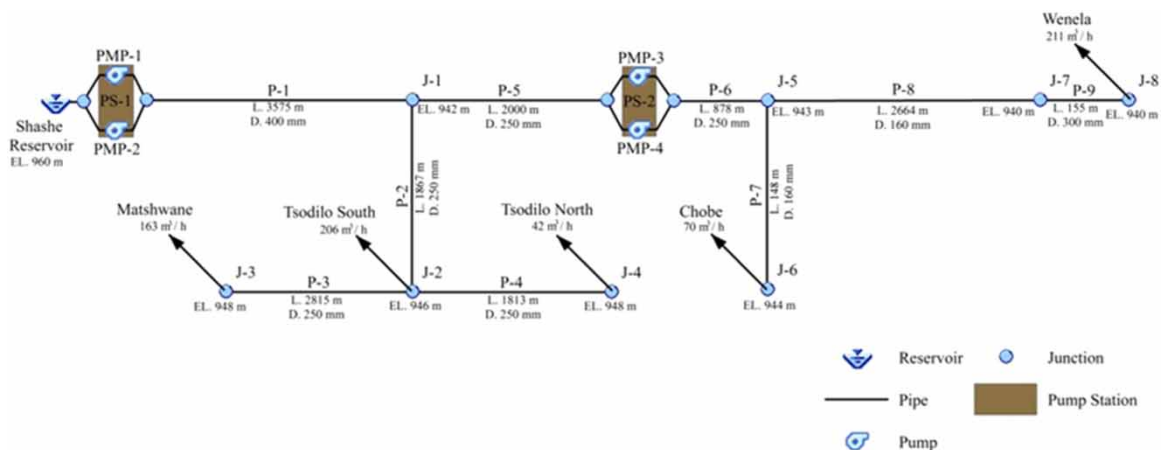 Wenela
211 m³/h
PMP-1
PS-1
PMP-2
Shashe
Reservoir
EL. 960 m
P-1
L. 3575 m
D. 400 mm
J-1
EL. 942 m
P-5
L. 2000 m
D. 250 mm
PMP-3
PS-2
PMP-4
P-6
L. 878 m
D. 250 mm
J-5
EL. 943 m
P-8
L. 2664 m
D. 160 mm
J-7
EL. 940 m
P-9
L. 155 m
D. 300 mm
J-8
EL. 940 m
P-2
L. 1867 m
D. 250 mm
P-7
L. 148 m
D. 160 mm
Matshwane
163 m³/h
Tsodilo South
206 m³/h
Tsodilo North
42 m³/h
Chobe
70 m³/h
J-3
EL. 948 m
P-3
L. 2815 m
D. 250 mm
J-2
EL. 946 m
P-4
L. 1813 m
D. 250 mm
J-4
EL. 948 m
J-6
EL. 944 m
Reservoir
Junction
Pipe
Pump Station
Pump